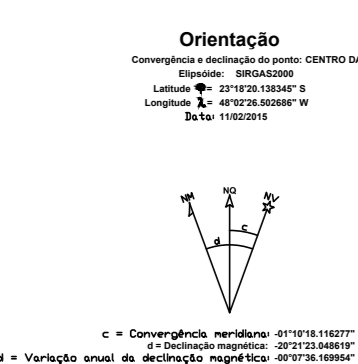 Orientação
Convergência e declinação do ponto: CENTRO DA
Elipsóide: SIRGAS2000
Latitude = 23°18'20.138345" S
Longitude = 48°02'26.502686" W
Data: 11/02/2015
NM NQ NV
c
d
c = Convergência meridiana: -01°10'18.116277"
d = Declinação magnética: -20°21'23.048619"
d = Variação anual da declinação magnética: -00°07'36.169954"